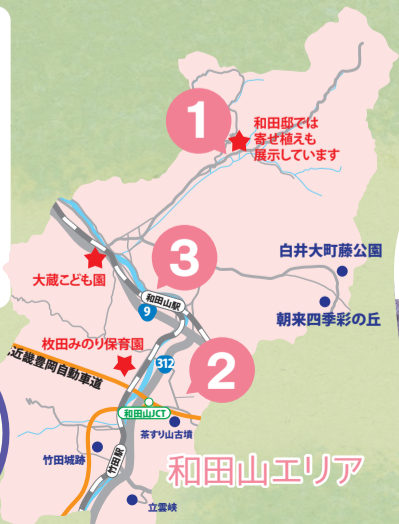 1
和田邸では
寄せ植えも
展示しています
白井大町藤公園
3
大蔵こども園
和田山駅
朝来四季彩の丘
9
枚田みのり保育園
312
北近畿豊岡自動車道
2
和田山JCT
茶すり山古墳
竹田城跡
竹田駅
和田山エリア
立雲峡